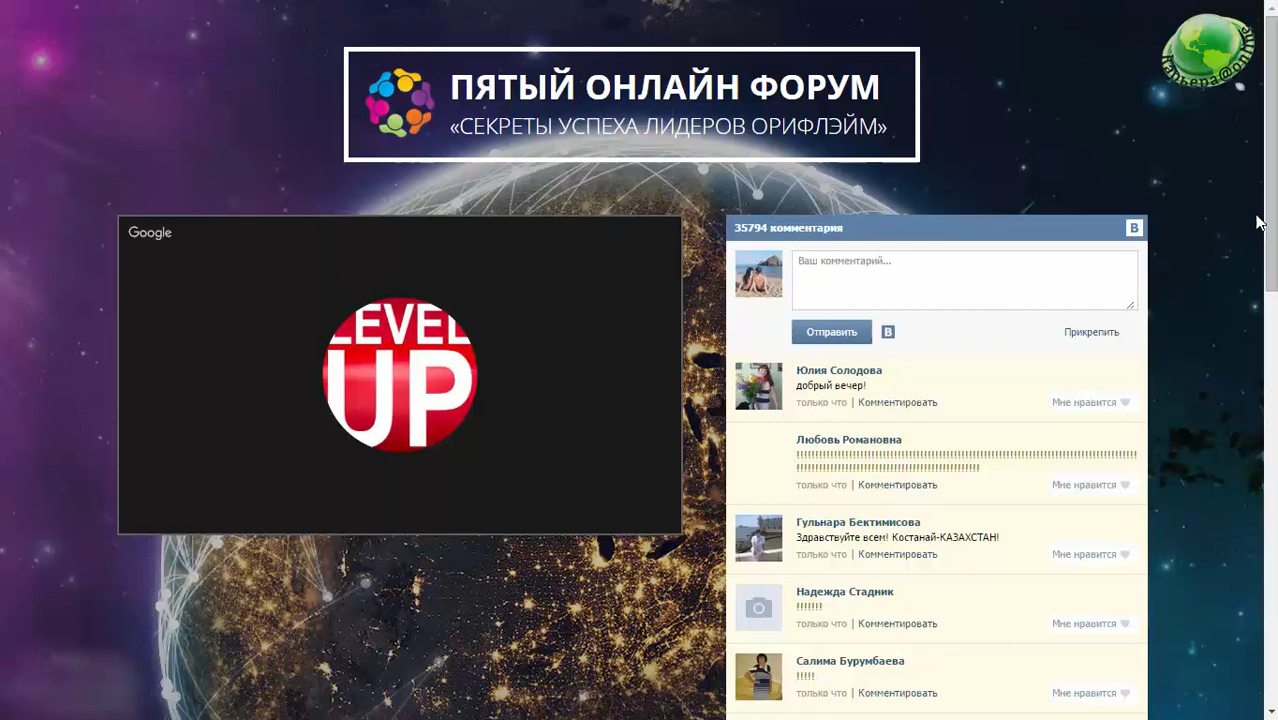 ПЯТЫЙ ОНЛАЙН ФОРУМ
«СЕКРЕТЫ УСПЕХА ЛИДЕРОВ ОРИФЛЭЙМ»
карьера@online
Google
LEVEL
UP
35794 комментария
B
Ваш комментарий...
Отправить
B
Прикрепить
Юлия Солодова
добрый вечер!
только что | Комментировать
Мне нравится
Любовь Романовна
только что | Комментировать
Мне нравится
Гульнара Бектимисова
Здравствуйте всем! Костанай-КАЗАХСТАН!
только что | Комментировать
Мне нравится
Надежда Стадник
!!!!!!!
только что | Комментировать
Мне нравится
Салима Бурумбаева
!!!!!
только что | Комментировать
Мне нравится